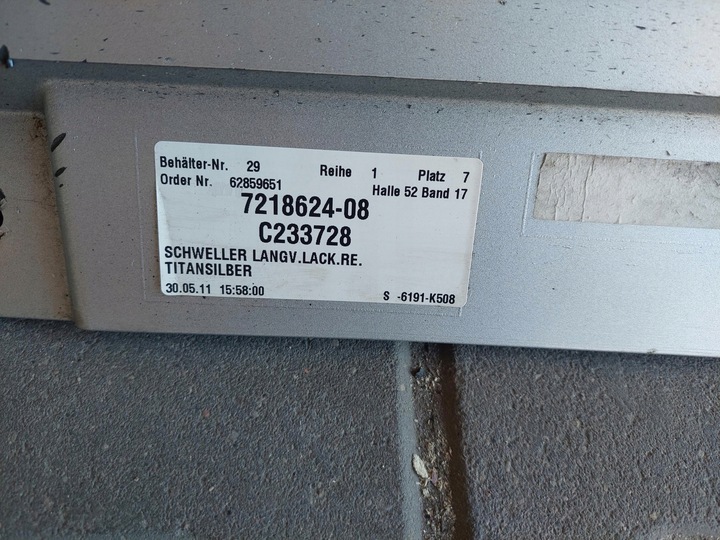 Behälter-Nr. 29 Reihe 1 Platz 7
Order Nr. 62859651 Halle 52 Band 17
7218624-08
C233728
SCHWELLER LANGV.LACK.RE.
TITANSILBER
30.05.11 15:58:00 S -6191-K508